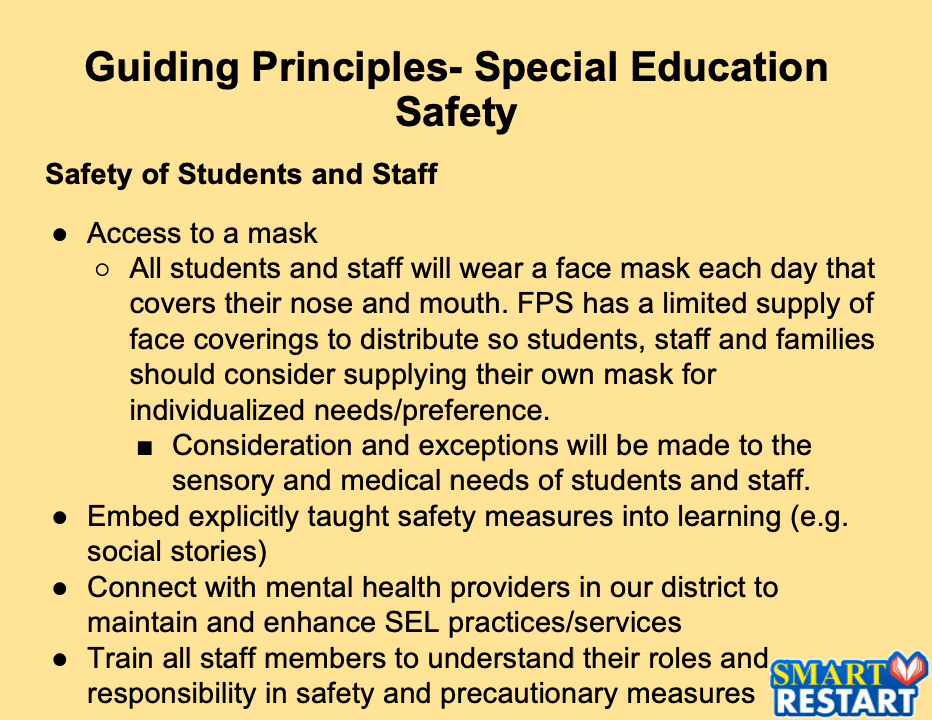 Guiding Principles- Special Education
Safety
Safety of Students and Staff
● Access to a mask
○ All students and staff will wear a face mask each day that
covers their nose and mouth. FPS has a limited supply of
face coverings to distribute so students, staff and families
should consider supplying their own mask for
individualized needs/preference.
■ Consideration and exceptions will be made to the
sensory and medical needs of students and staff.
● Embed explicitly taught safety measures into learning (e.g.
social stories)
● Connect with mental health providers in our district to
maintain and enhance SEL practices/services
● Train all staff members to understand their roles and
responsibility in safety and precautionary measures
SMART
RESTART